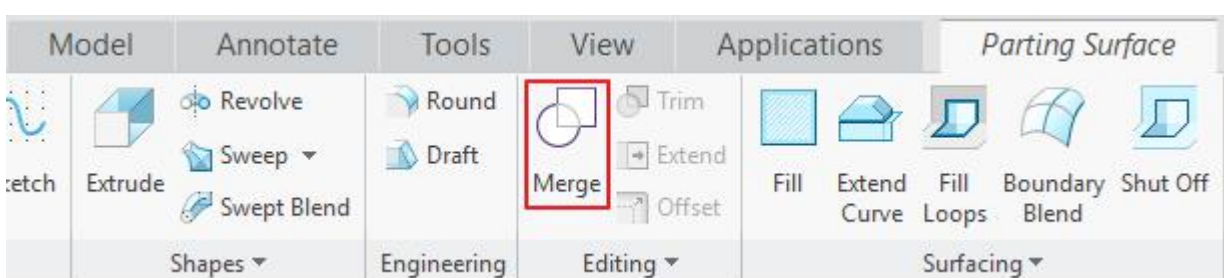 Model Annotate Tools View Applications Parting Surface
Revolve Round Trim
Sweep Draft Extend
etch Extrude Swept Blend Merge Offset Fill Extend Curve Fill Loops Boundary Blend Shut Off
Shapes Engineering Editing Surfacing